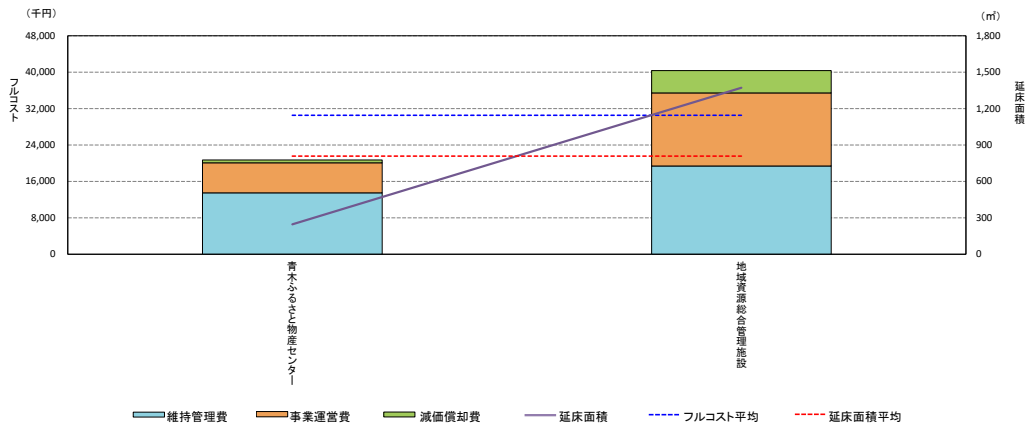 （千円）
（㎡）
フルコスト
48,000
40,000
32,000
24,000
16,000
8,000
0
1,800
1,500
1,200
900
600
300
0
延床面積
青木ふるさと物産センター
地域資源総合管理施設
維持管理費
事業運営費
減価償却費
延床面積
フルコスト平均
延床面積平均